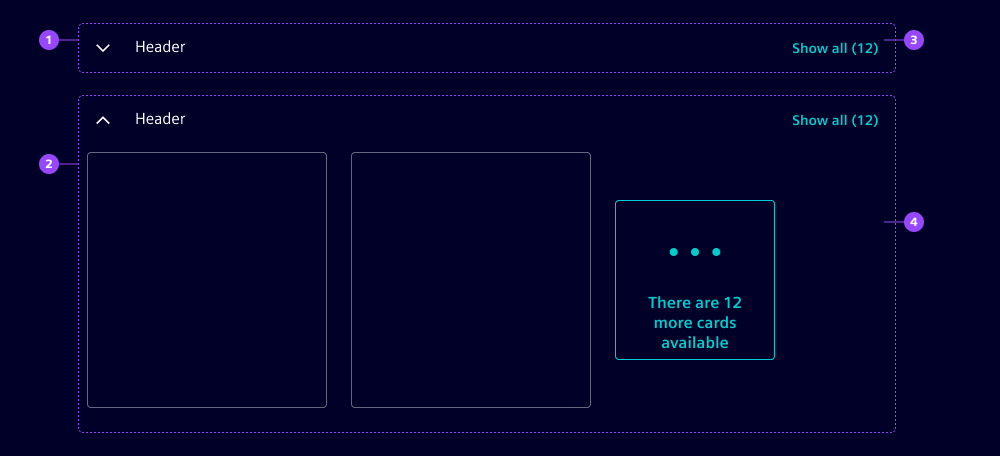 1
Header
Show all (12)
3
Header
Show all (12)
2
4
There are 12
more cards
available